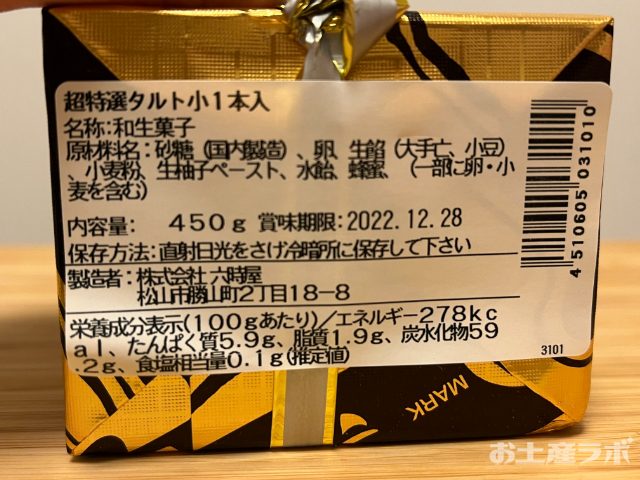 超特選タルト小1本入
名称:和生菓子
原材料名:砂糖(国内製造)、卵、生餡(大手亡、小豆)
、小麦粉、生柚子ペースト、水飴、蜂蜜、(一部に卵・小
麦を含む)
内容量: 450g 賞味期限:2022.12.28
保存方法:直射日光をさけ冷暗所に保存して下さい
製造者:株式会社 六時屋
松山市勝山町2丁目18-8
栄養成分表示(100gあたり)/エネルギー278kc
al、たんぱく質5.9g、脂質1.9g、炭水化物59
.2g、食塩相当量0.1g(推定値)
4510605031010
3101
MARK
お土産ラボ